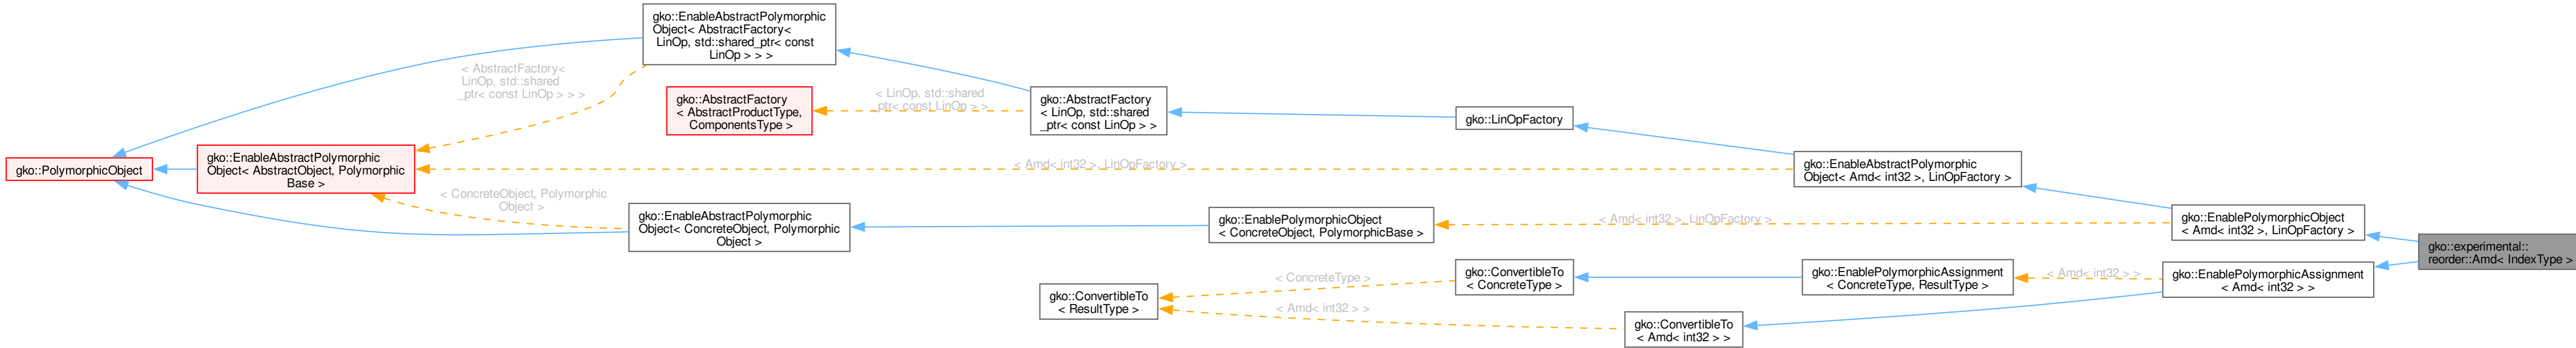 gko::EnableAbstractPolymorphic
Object< AbstractFactory<
LinOp, std::shared_ptr< const
LinOp > > >
< AbstractFactory<
LinOp, std::shared
_ptr< const LinOp > > >
gko::AbstractFactory
< AbstractProductType,
ComponentsType >
< LinOp, std::shared
_ptr< const LinOp > >
gko::AbstractFactory
< LinOp, std::shared
_ptr< const LinOp > >
gko::LinOpFactory
gko::PolymorphicObject
gko::EnableAbstractPolymorphic
Object< AbstractObject, Polymorphic
Base >
< Amd< int32 >, LinOpFactory >
gko::EnableAbstractPolymorphic
Object< Amd< int32 >, LinOpFactory >
< ConcreteObject, Polymorphic
Object >
gko::EnableAbstractPolymorphic
Object< ConcreteObject, Polymorphic
Object >
gko::EnablePolymorphicObject
< ConcreteObject, PolymorphicBase >
< Amd< int32 >, LinOpFactory >
gko::EnablePolymorphicObject
< Amd< int32 >, LinOpFactory >
gko::experimental::
reorder::Amd< IndexType >
gko::ConvertibleTo
< ResultType >
< ConcreteType >
gko::ConvertibleTo
< ConcreteType >
gko::EnablePolymorphicAssignment
< ConcreteType, ResultType >
< Amd< int32 > >
gko::EnablePolymorphicAssignment
< Amd< int32 > >
< Amd< int32 > >
gko::ConvertibleTo
< Amd< int32 > >